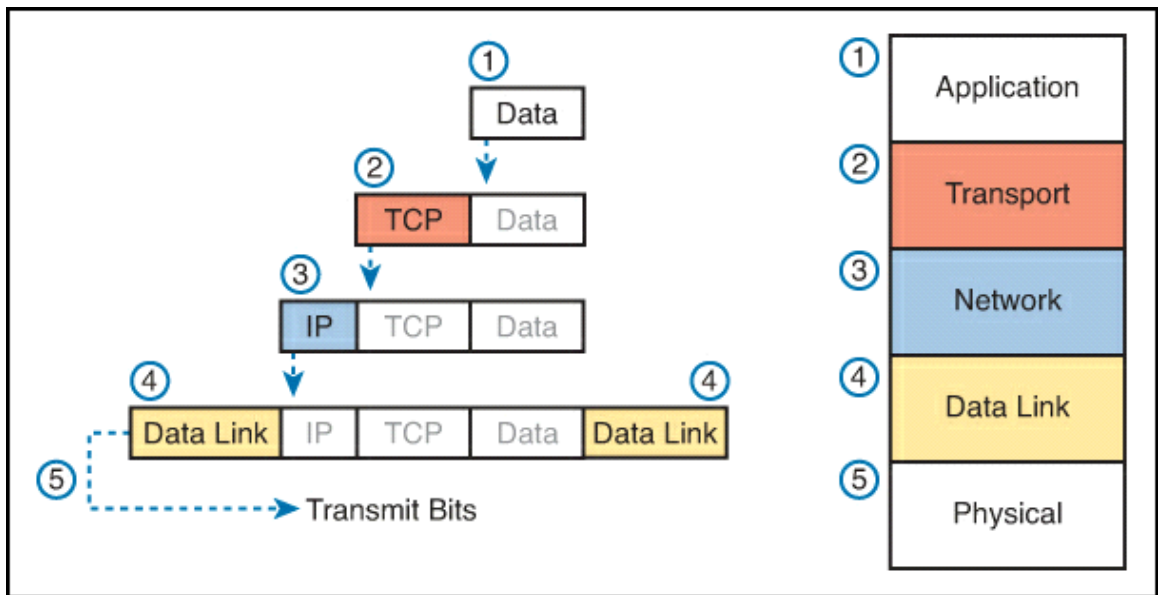 1
Data
2
TCP Data
3
IP TCP Data
4 4
Data Link IP TCP Data Data Link
5
Transmit Bits
1
Application
2
Transport
3
Network
4
Data Link
5
Physical